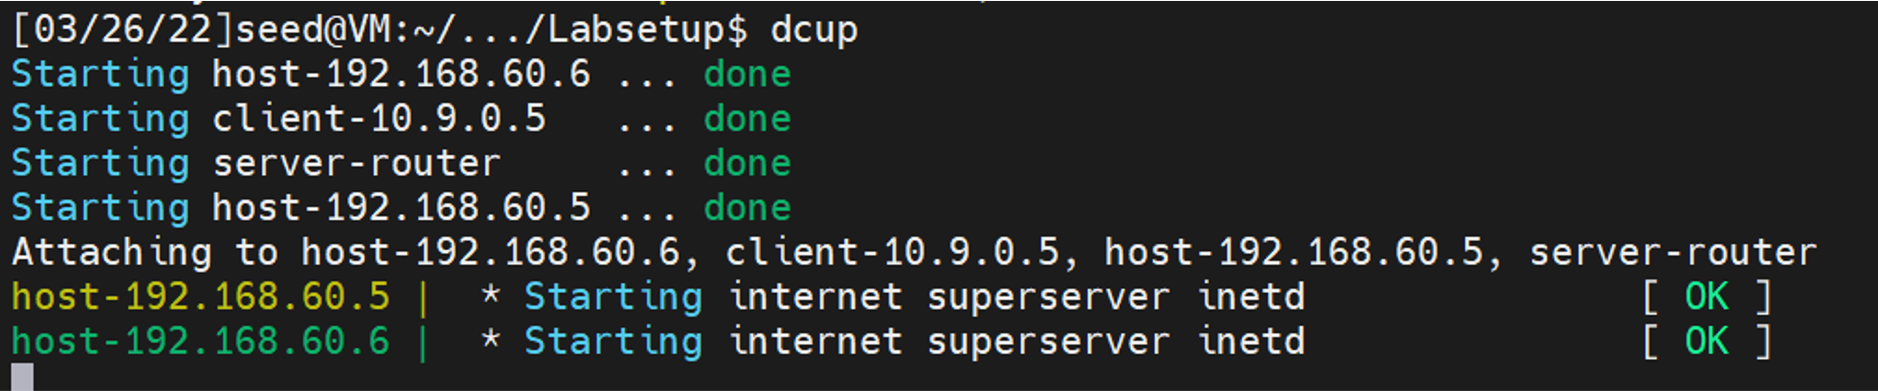 [03/26/22]seed@VM:~/.../Labsetup$ dcup
Starting host-192.168.60.6 ... done
Starting client-10.9.0.5   ... done
Starting server-router     ... done
Starting host-192.168.60.5 ... done
Attaching to host-192.168.60.6, client-10.9.0.5, host-192.168.60.5, server-router
host-192.168.60.5 |  * Starting internet superserver inetd                [ OK ]
host-192.168.60.6 |  * Starting internet superserver inetd                [ OK ]